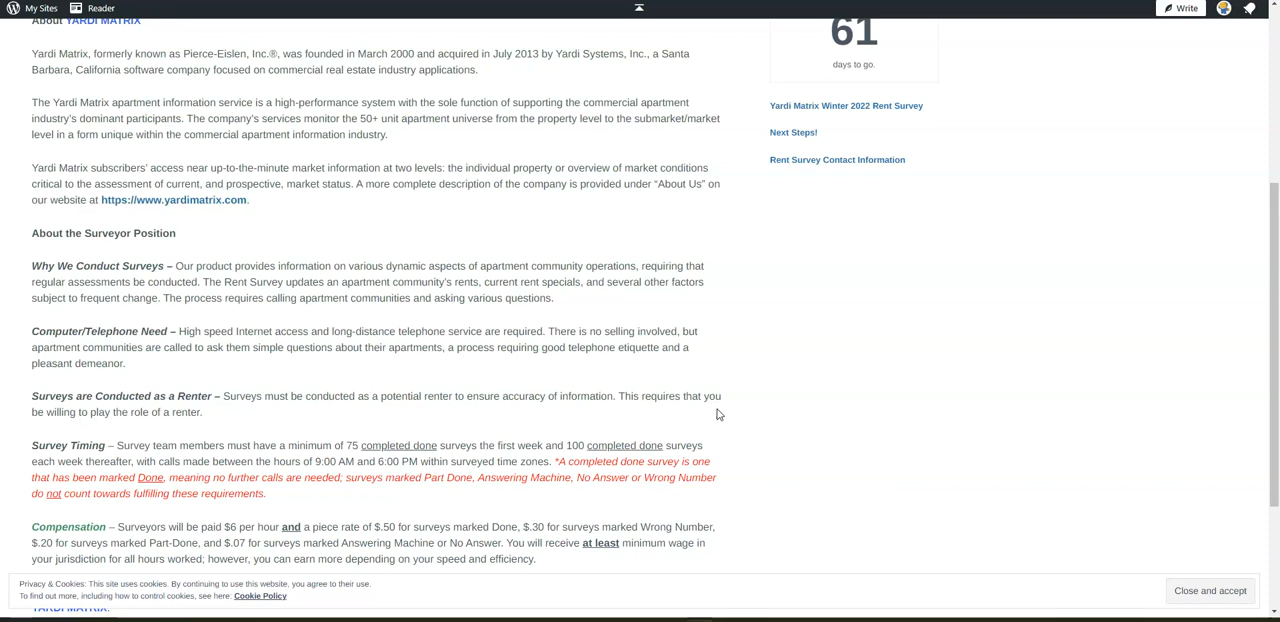 My Sites Reader Write
About YARDI MATRIX
61
days to go.
Yardi Matrix, formerly known as Pierce-Eislen, Inc.®, was founded in March 2000 and acquired in July 2013 by Yardi Systems, Inc., a Santa
Barbara, California software company focused on commercial real estate industry applications.
The Yardi Matrix apartment information service is a high-performance system with the sole function of supporting the commercial apartment
industry's dominant participants. The company's services monitor the 50+ unit apartment universe from the property level to the submarket/market
level in a form unique within the commercial apartment information industry.
Yardi Matrix subscribers' access near up-to-the-minute market information at two levels: the individual property or overview of market conditions
critical to the assessment of current, and prospective, market status. A more complete description of the company is provided under "About Us" on
our website at https://www.yardimatrix.com.
Yardi Matrix Winter 2022 Rent Survey
Next Steps!
Rent Survey Contact Information
About the Surveyor Position
Why We Conduct Surveys – Our product provides information on various dynamic aspects of apartment community operations, requiring that
regular assessments be conducted. The Rent Survey updates an apartment community's rents, current rent specials, and several other factors
subject to frequent change. The process requires calling apartment communities and asking various questions.
Computer/Telephone Need – High speed Internet access and long-distance telephone service are required. There is no selling involved, but
apartment communities are called to ask them simple questions about their apartments, a process requiring good telephone etiquette and a
pleasant demeanor.
Surveys are Conducted as a Renter – Surveys must be conducted as a potential renter to ensure accuracy of information. This requires that you
be willing to play the role of a renter.
Survey Timing – Survey team members must have a minimum of 75 completed done surveys the first week and 100 completed done surveys
each week thereafter, with calls made between the hours of 9:00 AM and 6:00 PM within surveyed time zones. *A completed done survey is one
that has been marked Done, meaning no further calls are needed; surveys marked Part Done, Answering Machine, No Answer or Wrong Number
do not count towards fulfilling these requirements.
Compensation – Surveyors will be paid $6 per hour and a piece rate of $.50 for surveys marked Done, $.30 for surveys marked Wrong Number,
$.20 for surveys marked Part-Done, and $.07 for surveys marked Answering Machine or No Answer. You will receive at least minimum wage in
your jurisdiction for all hours worked; however, you can earn more depending on your speed and efficiency.
Privacy & Cookies: This site uses cookies. By continuing to use this website, you agree to their use.
To find out more, including how to control cookies, see here: Cookie Policy
Close and accept
YARDI MATRIX.